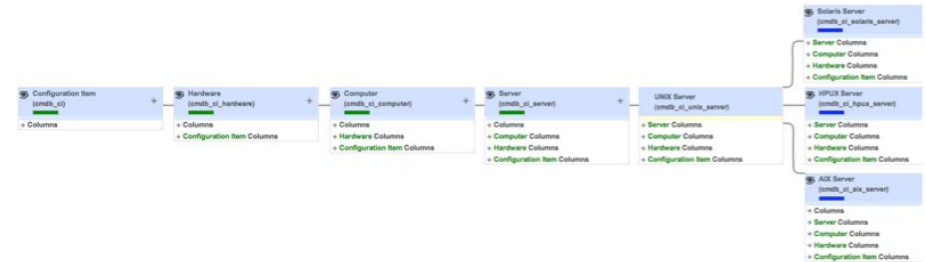 Configuration Item
(cmdb_ci)
+
+ Columns
Hardware
(cmdb_ci_hardware)
+
+ Columns
+ Configuration Item Columns
Computer
(cmdb_ci_computer)
+
+ Columns
+ Hardware Columns
+ Configuration Item Columns
Server
(cmdb_ci_server)
+
+ Columns
+ Computer Columns
+ Hardware Columns
+ Configuration Item Columns
UNIX Server
(cmdb_ci_unix_server)
+ Server Columns
+ Computer Columns
+ Hardware Columns
+ Configuration Item Columns
Solaris Server
(cmdb_ci_solaris_server)
+ Server Columns
+ Computer Columns
+ Hardware Columns
+ Configuration Item Columns
HPUX Server
(cmdb_ci_hpux_server)
+ Server Columns
+ Computer Columns
+ Hardware Columns
+ Configuration Item Columns
AIX Server
(cmdb_ci_aix_server)
+ Columns
+ Server Columns
+ Computer Columns
+ Hardware Columns
+ Configuration Item Columns